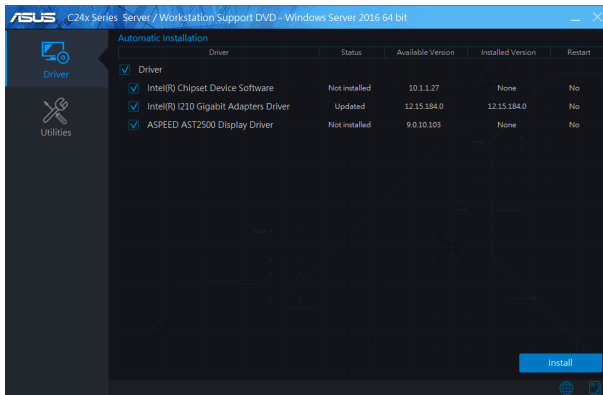 ASUS C24x Series Server / Workstation Support DVD - Windows Server 2016 64 bit
Automatic Installation
Driver Status Available Version Installed Version Restart
Driver
Intel(R) Chipset Device Software Not installed 10.1.1.27 None No
Intel(R) I210 Gigabit Adapters Driver Updated 12.15.184.0 12.15.184.0 No
ASPEED AST2500 Display Driver Not installed 9.0.10.103 None No
Driver
Utilities
Install